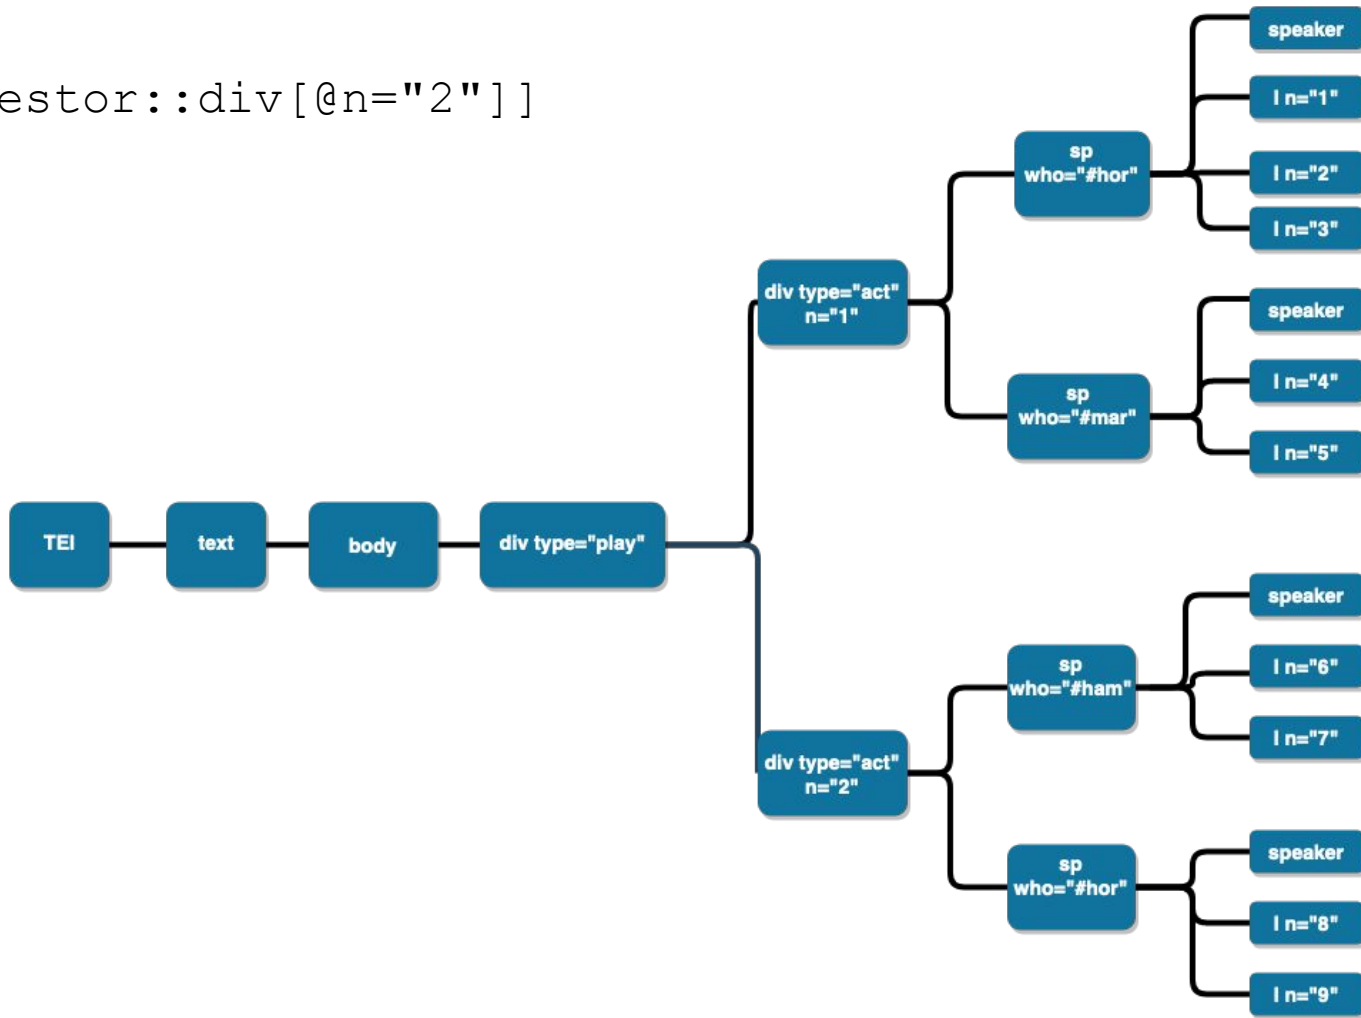 estor::div[@n="2"]]
speaker
l n="1"
sp
who="#hor"
l n="2"
l n="3"
div type="act"
n="1"
speaker
l n="4"
sp
who="#mar"
l n="5"
TEI
text
body
div type="play"
speaker
l n="6"
sp
who="#ham"
l n="7"
div type="act"
n="2"
speaker
sp
who="#hor"
l n="8"
l n="9"